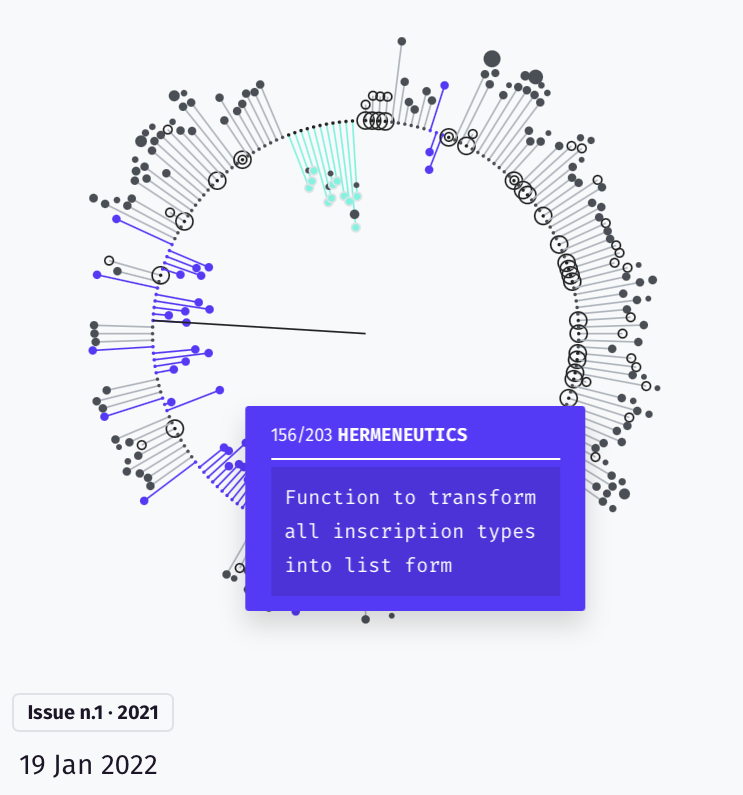 156/203 HERMENEUTICS
Function to transform
all inscription types
into list form
Issue n.1 · 2021
19 Jan 2022